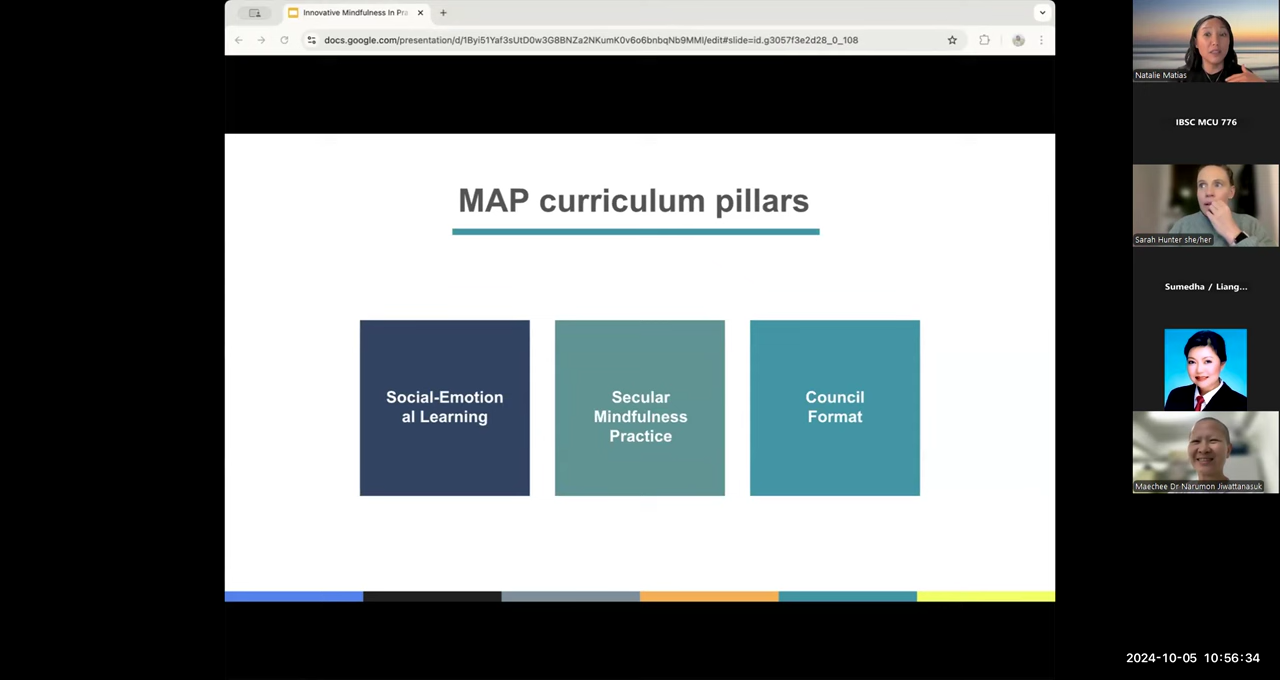 Innovative Mindfulness In Pra
docs.google.com/presentation/d/1Byi51Yaf3sUtD0w3G8BNZa2NKumK0v6o6bnbqNb9MMI/edit#slide=id.g3057f3e2d28_0_108
MAP curriculum pillars
Social-Emotion
al Learning
Secular
Mindfulness
Practice
Council
Format
Natalie Matias
IBSC MCU 776
Sarah Hunter she/her
Sumedha / Liang...
Maechee Dr Narumon Jiwattanasuk
2024-10-05 10:56:34